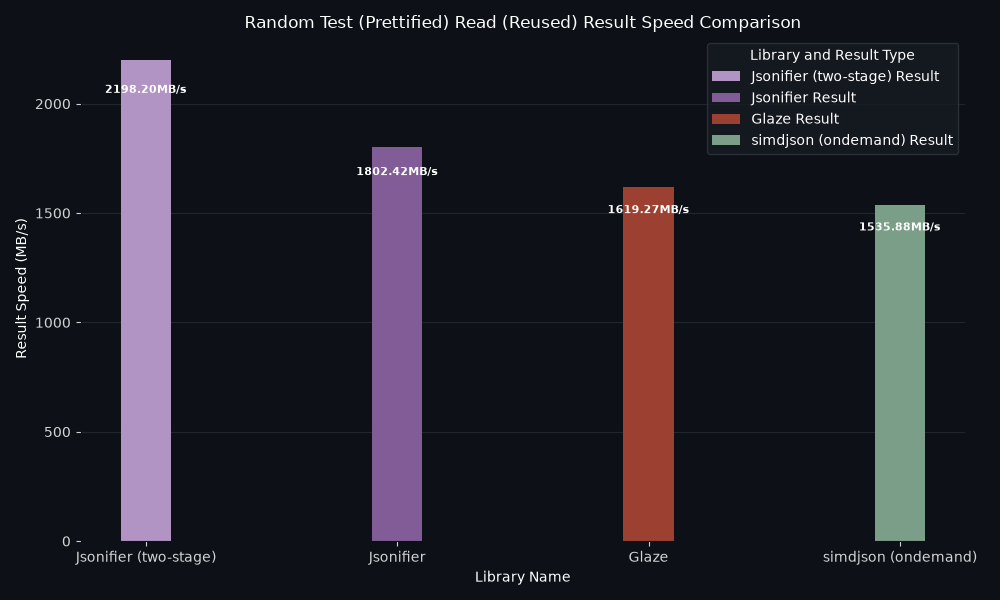 Random Test (Prettified) Read (Reused) Result Speed Comparison
Library and Result Type
Jsonifier (two-stage) Result
Jsonifier Result
Glaze Result
simdjson (ondemand) Result
2198.20MB/s
1802.42MB/s
1619.27MB/s
1535.88MB/s
Result Speed (MB/s)
2000
1500
1000
500
0
Jsonifier (two-stage)
Jsonifier
Glaze
simdjson (ondemand)
Library Name